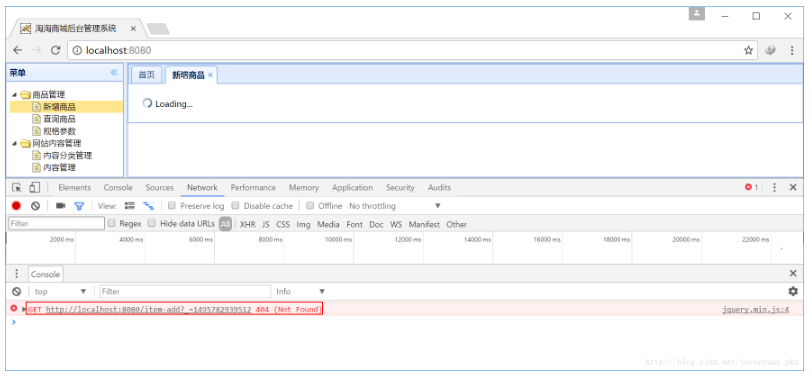 淘淘商城后台管理系统
localhost:8080
菜单
首页 新增商品
商品管理
新增商品
Loading...
查询商品
规格参数
网站内容管理
内容分类管理
内容管理
Elements Console Sources Network Performance Memory Application Security Audits 1
View: Preserve log Disable cache Offline No throttling
Filter Regex Hide data URLs All XHR JS CSS Img Media Font Doc WS Manifest Other
2000 ms 4000 ms 6000 ms 8000 ms 10000 ms 12000 ms 14000 ms 16000 ms 18000 ms 20000 ms 22000 ms
Console
top Filter Info
GET http://localhost:8080/item-add?_=1495782939512 404 (Not Found) jquery.min.js:4
http://blog.csdn.net/yerenyuan_pku